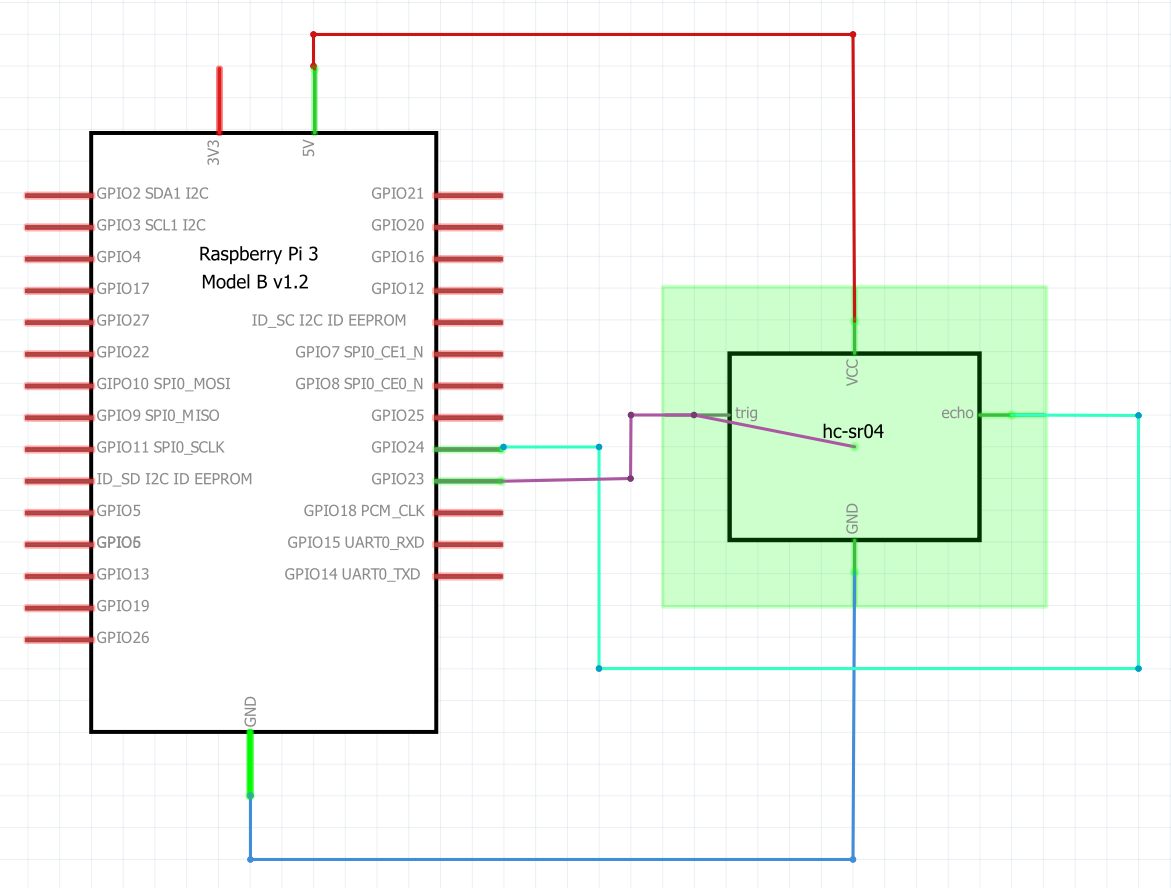 3V3
5V
GPIO2 SDA1 I2C
GPIO21
GPIO3 SCL1 I2C
GPIO20
Raspberry Pi 3
Model B v1.2
GPIO4
GPIO16
GPIO17
GPIO12
GPIO27
ID_SC I2C ID EEPROM
GPIO22
GPIO7 SPI0_CE1_N
GIPO10 SPI0_MOSI
GPIO8 SPI0_CE0_N
GPIO9 SPI0_MISO
GPIO25
GPIO11 SPI0_SCLK
GPIO24
ID_SD I2C ID EEPROM
GPIO23
GPIO5
GPIO18 PCM_CLK
GPIO15 UART0_RXD
GPIO13
GPIO14 UART0_TXD
GPIO19
GPIO26
GND
VCC
trig
echo
hc-sr04
GND